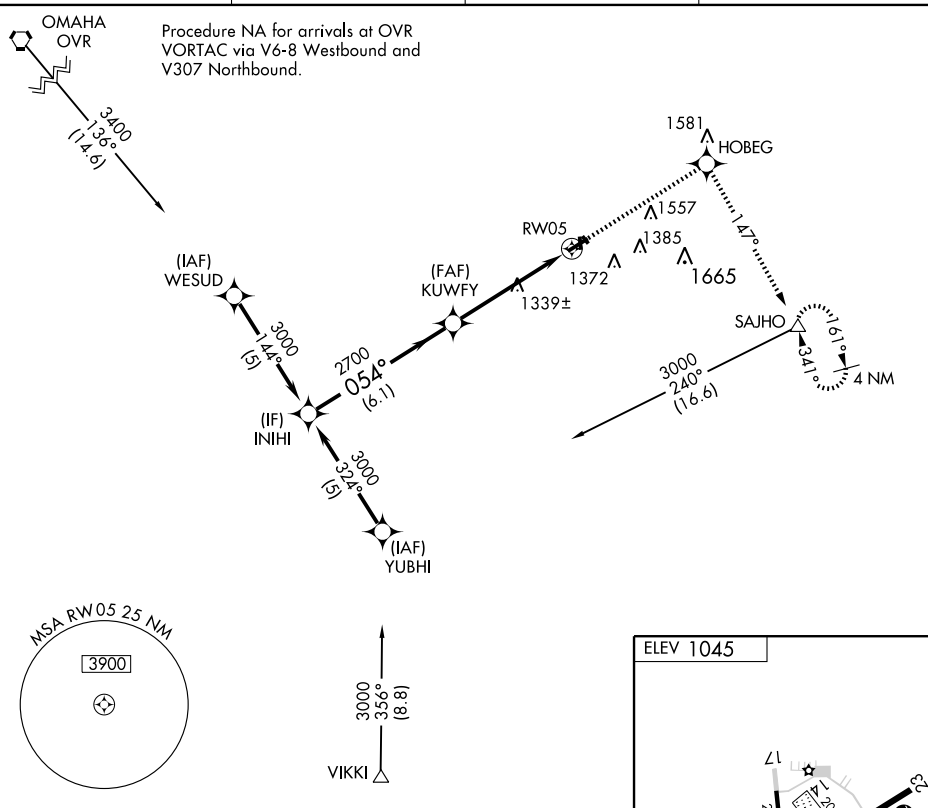 OMAHA
OVR
Procedure NA for arrivals at OVR
VORTAC via V6-8 Westbound and
V307 Northbound.
3400
136°
(14.6)
1581
HOBEG
1557
RW05
1385
1372
1665
147°
(IAF)
WESUD
(FAF)
KUWFY
1339±
SAJHO
161°
341°
4 NM
3000
144°
(5)
2700
054°
(6.1)
3000
240°
(16.6)
(IF)
INIHI
3000
324°
(5)
(IAF)
YUBHI
MSA RW05 25 NM
3900
3000
356°
(8.8)
VIKKI
ELEV 1045
17
14
23